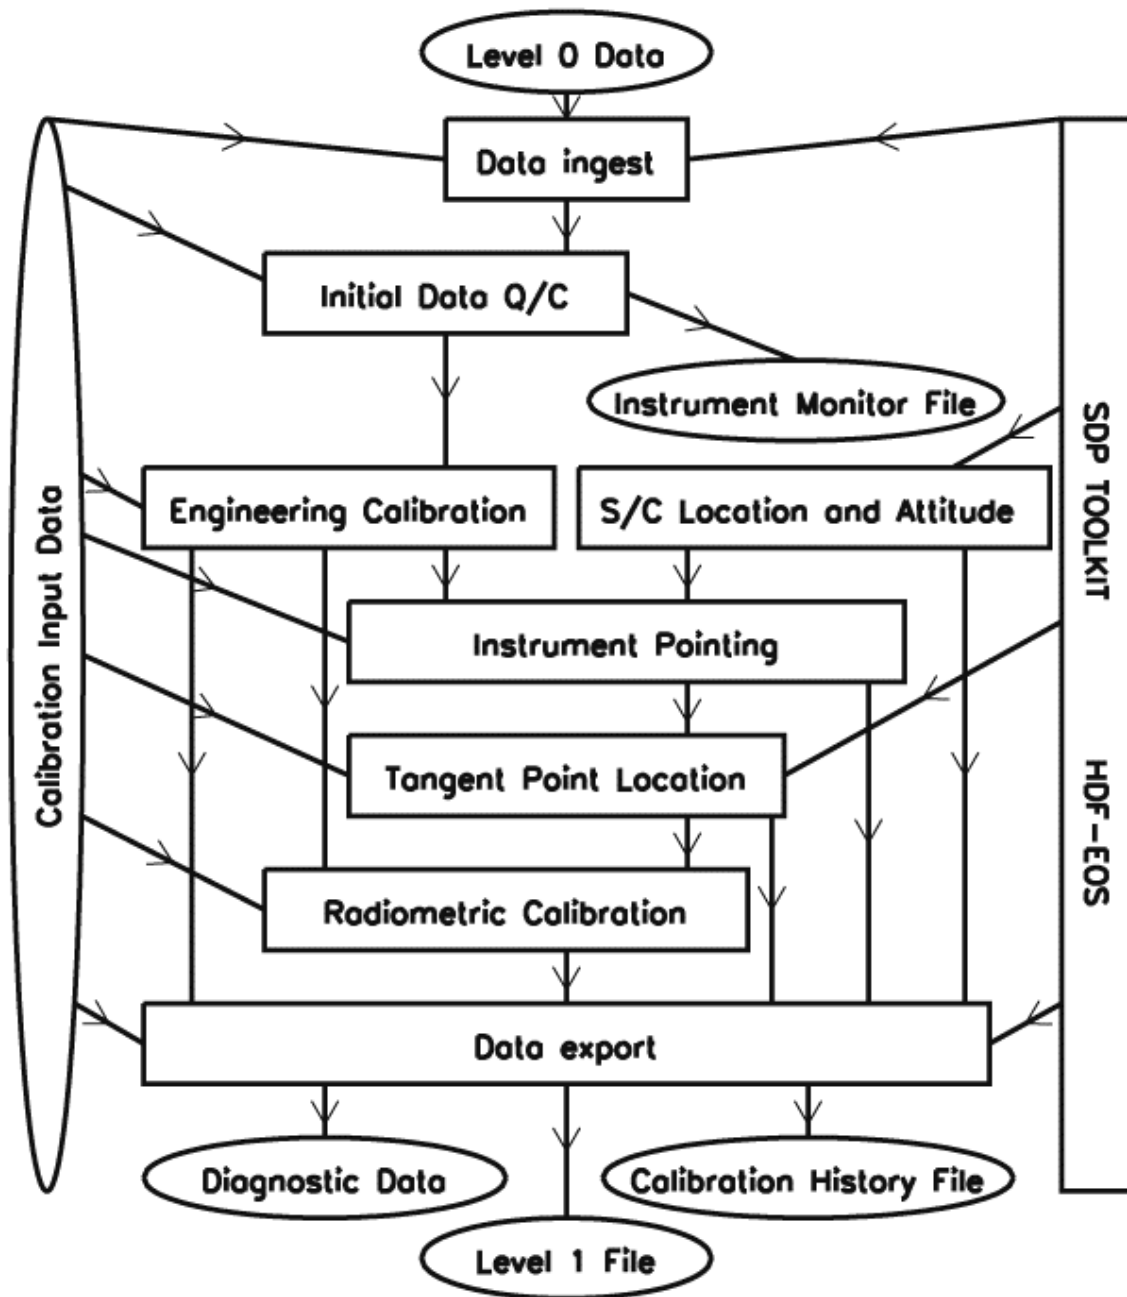 Level 0 Data
Data ingest
Initial Data Q/C
Instrument Monitor File
Engineering Calibration
S/C Location and Attitude
Instrument Pointing
Tangent Point Location
Radiometric Calibration
Data export
Diagnostic Data
Calibration History File
Level 1 File
Calibration Input Data
SDP TOOLKIT
HDF-EOS